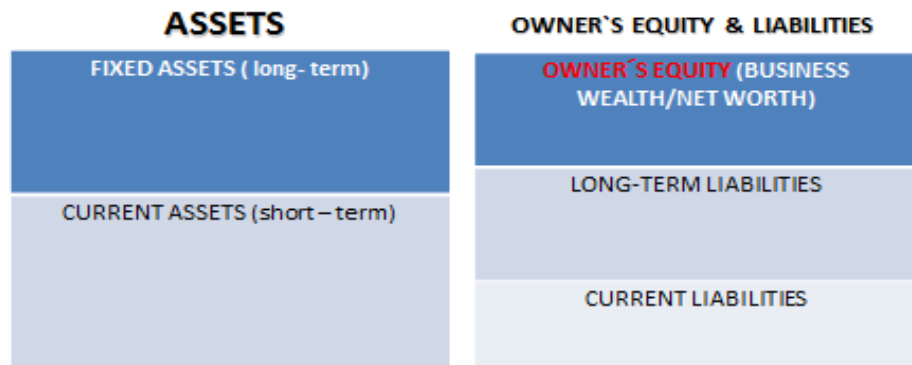 ASSETS
FIXED ASSETS ( long- term)
CURRENT ASSETS (short – term)
OWNER`S EQUITY & LIABILITIES
OWNER´S EQUITY (BUSINESS
WEALTH/NET WORTH)
LONG-TERM LIABILITIES
CURRENT LIABILITIES